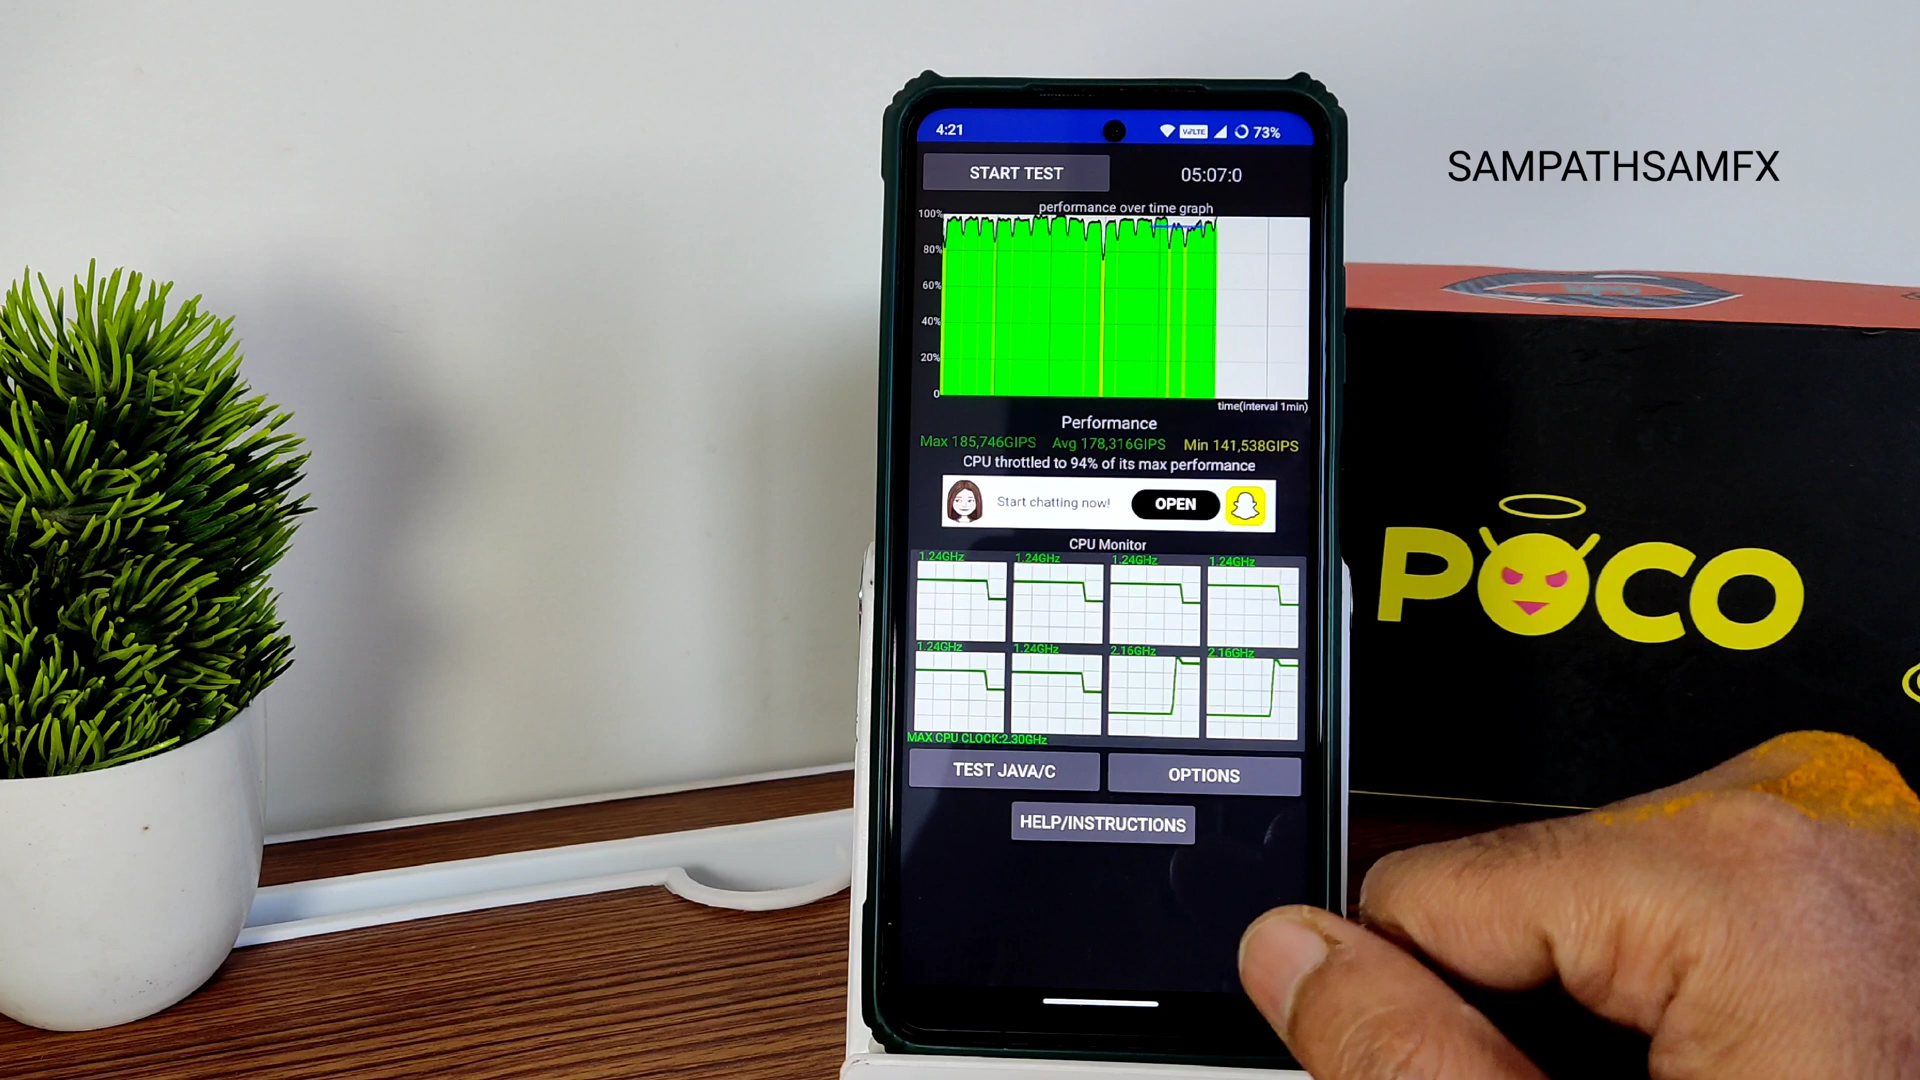 SAMPATHSAMFX
4:21
VoLTE 73%
START TEST
05:07:0
performance over time graph
100%
80%
60%
40%
20%
0
time(interval 1min)
Performance
Max 185,746GIPS Avg 178,316GIPS Min 141,538GIPS
CPU throttled to 94% of its max performance
Start chatting now! OPEN
CPU Monitor
1.24GHz 1.24GHz 1.24GHz 1.24GHz
1.24GHz 1.24GHz 2.16GHz 2.16GHz
MAX CPU CLOCK:2.30GHz
TEST JAVA/C
OPTIONS
HELP/INSTRUCTIONS
POCO